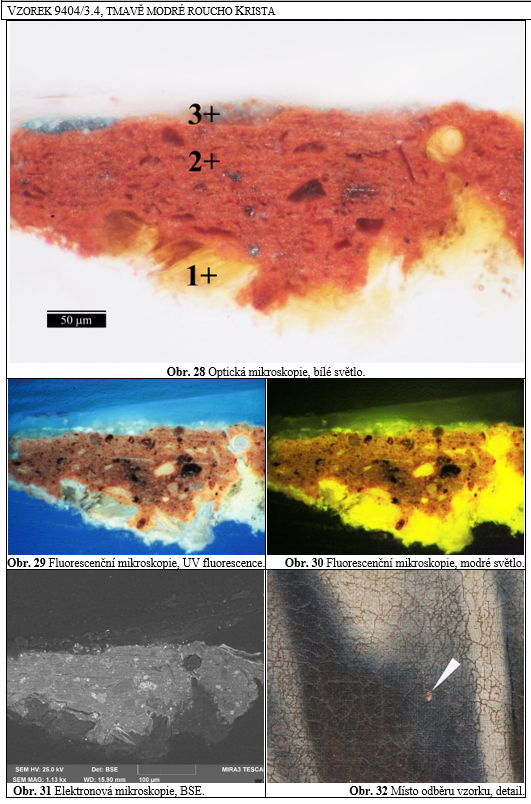 VZOREK 9404/3.4, TMAVĚ MODRÉ ROUCHO KRISTA
3+
2+
1+
50 µm
Obr. 28 Optická mikroskopie, bílé světlo.
Obr. 29 Fluorescenční mikroskopie, UV fluorescence.
Obr. 30 Fluorescenční mikroskopie, modré světlo.
SEM HV: 25.0 kV Det: BSE MIRA3 TESCAN
SEM MAG: 1.13 kx WD: 15.90 mm 100 µm
Obr. 31 Elektronová mikroskopie, BSE.
Obr. 32 Místo odběru vzorku, detail.